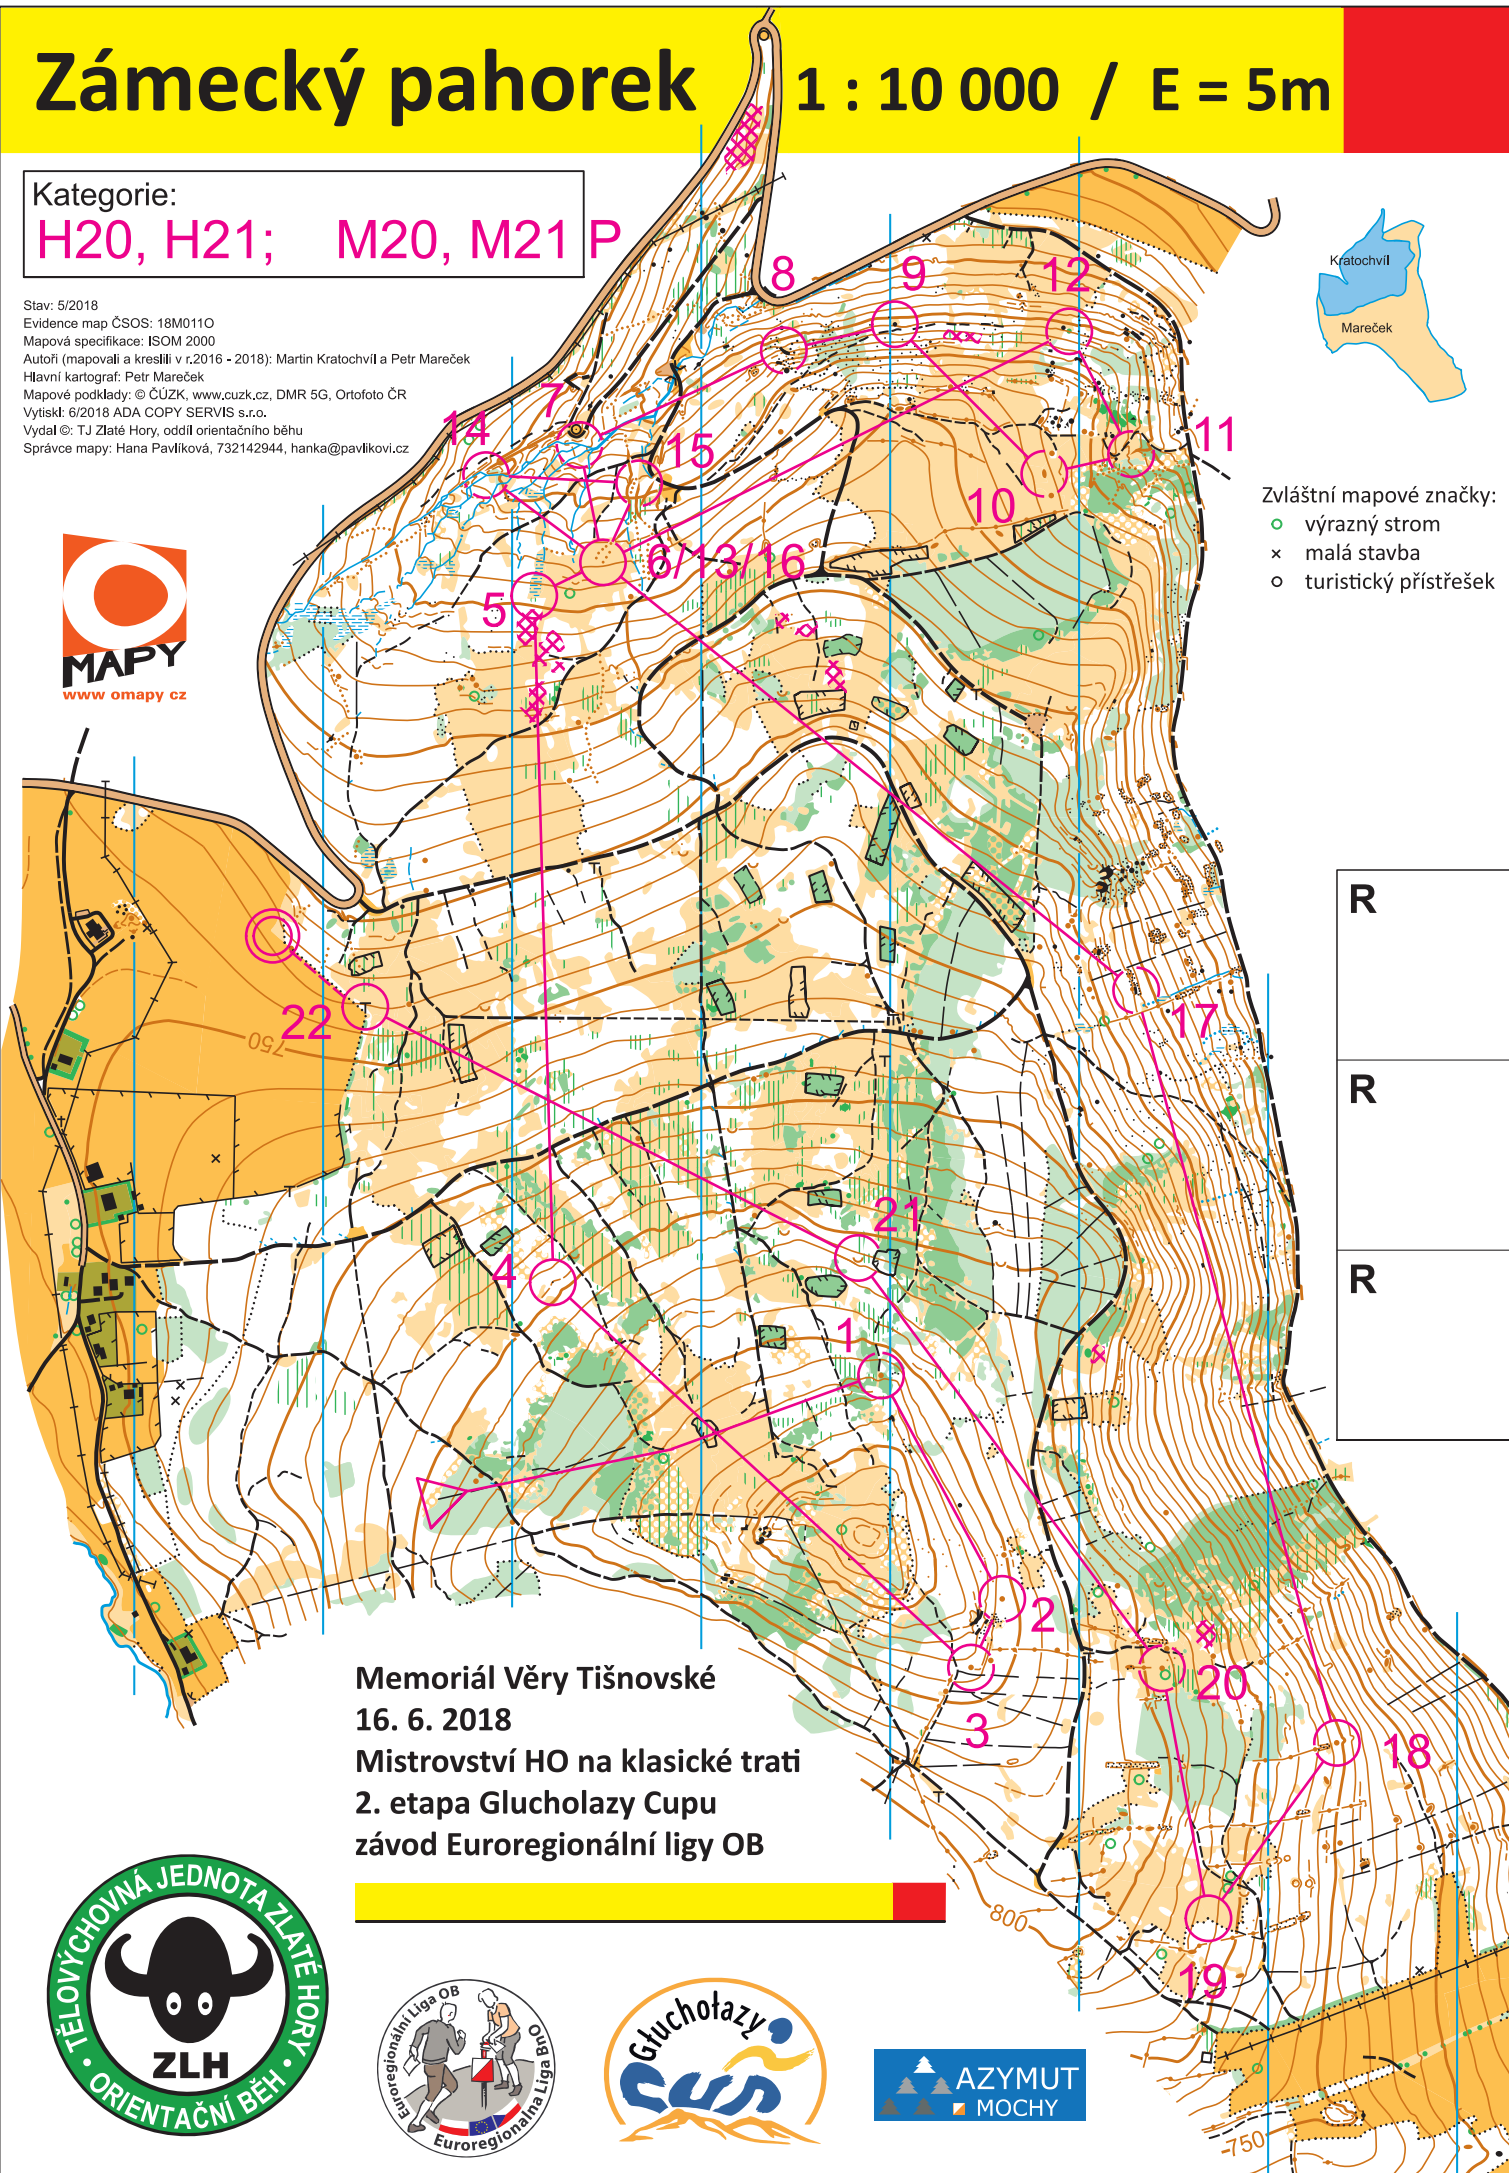 Zámecký pahorek 1 : 10 000 / E = 5m
Kategorie:
H20, H21; M20, M21 P
Stav: 5/2018
Evidence map ČSOS: 18M011O
Mapová specifikace: ISOM 2000
Autoři (mapovali a kreslili v r.2016 - 2018): Martin Kratochvíl a Petr Mareček
Hlavní kartograf: Petr Mareček
Mapové podklady: © ČÚZK, www.cuzk.cz, DMR 5G, Ortofoto ČR
Vytiskl: 6/2018 ADA COPY SERVIS s.r.o.
Vydal ©: TJ Zlaté Hory, oddíl orientačního běhu
Správce mapy: Hana Pavlíková, 732142944, hanka@pavlikovi.cz
Kratochvíl
Mareček
Zvláštní mapové značky:
výrazný strom
malá stavba
turistický přístřešek
MAPY
www omapy cz
8
9
12
7
14
15
11
10
6/13/16
5
17
22
750
21
4
1
2
20
3
18
19
800
750
R
R
R
Memoriál Věry Tišnovské
16. 6. 2018
Mistrovství HO na klasické trati
2. etapa Glucholazy Cupu
závod Euroregionální ligy OB
TĚLOVÝCHOVNÁ JEDNOTA ZLATÉ HORY
ZLH
• ORIENTAČNÍ BĚH •
Euroregionální Liga OB
Euroregionalna Liga BnO
Głuchołazy
cup
AZYMUT
MOCHY